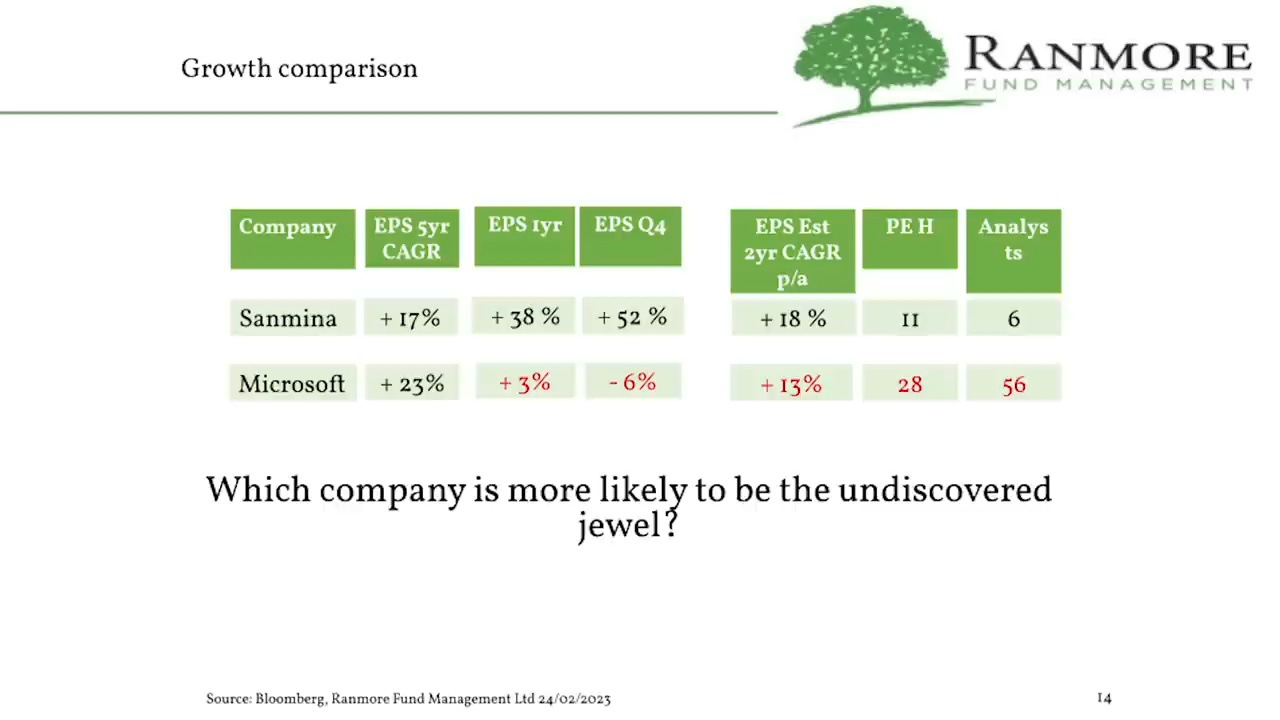 Growth comparison
RANMORE
FUND MANAGEMENT
Company EPS 5yr CAGR EPS 1yr EPS Q4 EPS Est 2yr CAGR p/a PE H Analysts
Sanmina + 17% + 38 % + 52 % + 18 % 11 6
Microsoft + 23% + 3% - 6% + 13% 28 56
Which company is more likely to be the undiscovered
jewel?
Source: Bloomberg, Ranmore Fund Management Ltd 24/02/2023 14